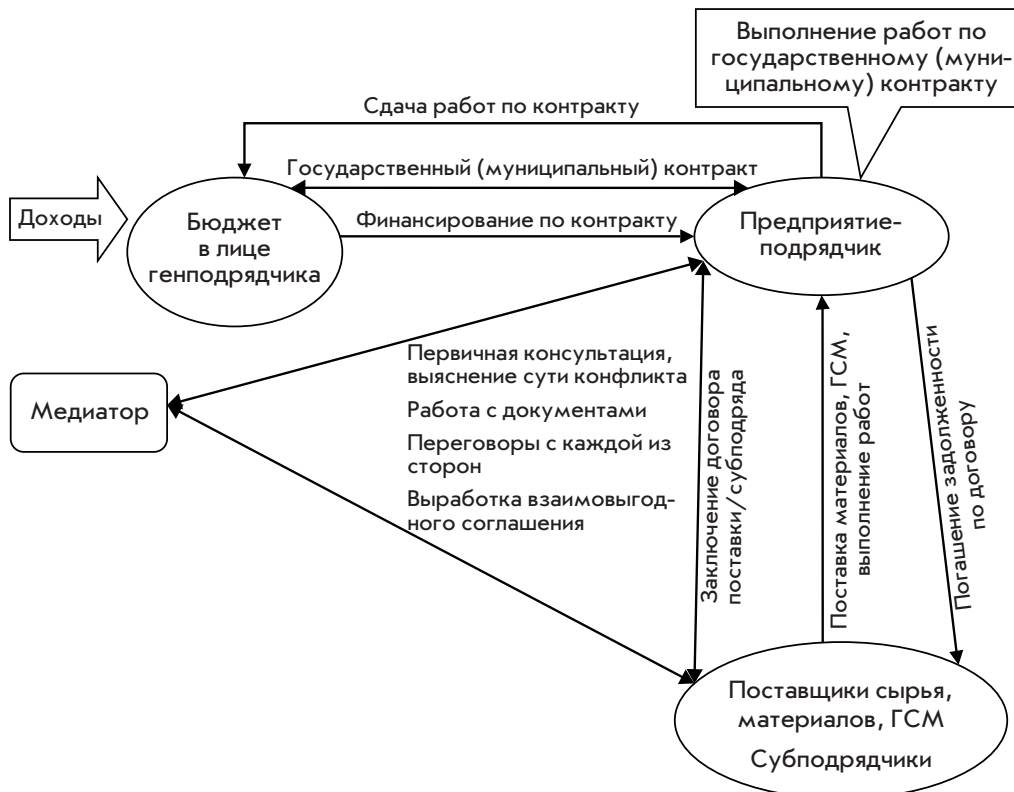 Выполнение работ по
государственному (муни-
ципальному) контракту
Сдача работ по контракту
Государственный (муниципальный) контракт
Доходы
Бюджет
в лице
генподрядчика
Финансирование по контракту
Предприятие-
подрядчик
Медиатор
Первичная консультация,
выяснение сути конфликта
Работа с документами
Переговоры с каждой из
сторон
Выработка взаимовыгод-
ного соглашения
Заключение договора
поставки/субподряда
Поставка материалов, ГСМ,
выполнение работ
Погашение задолженности
по договору
Поставщики сырья,
материалов, ГСМ
Субподрядчики